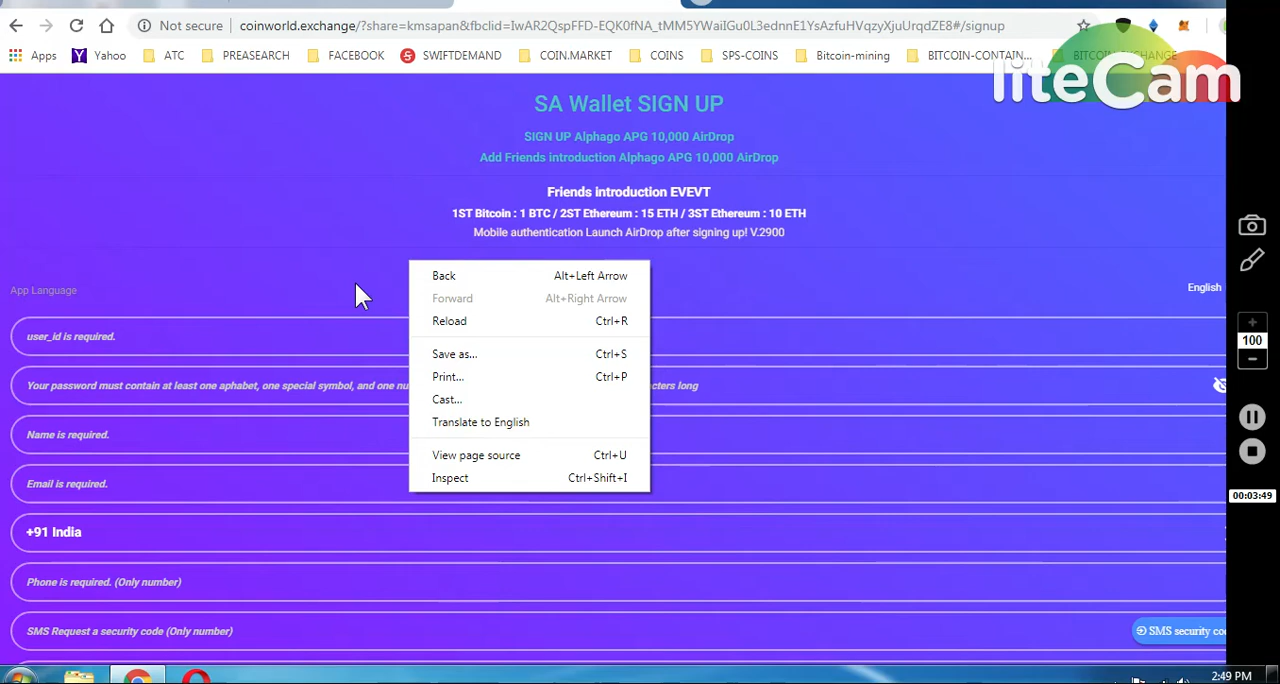 Not secure coinworld.exchange/?share=kmsapan&fbclid=IwAR2QspFFD-EQK0fNA_tMM5YWaiIGu0L3ednnE1YsAzfuHVqzyXjuUrqdZE8#/signup
Apps Yahoo ATC PREASEARCH FACEBOOK SWIFTDEMAND COIN.MARKET COINS SPS-COINS Bitcoin-mining BITCOIN-CONTAIN... BITCOIN-EXCHANGE
liteCam
SA Wallet SIGN UP
SIGN UP Alphago APG 10,000 AirDrop
Add Friends introduction Alphago APG 10,000 AirDrop
Friends introduction EVEVT
1ST Bitcoin : 1 BTC / 2ST Ethereum : 15 ETH / 3ST Ethereum : 10 ETH
Mobile authentication Launch AirDrop after signing up! V.2900
App Language English
Back Alt+Left Arrow
Forward Alt+Right Arrow
Reload Ctrl+R
Save as... Ctrl+S
Print... Ctrl+P
Cast...
Translate to English
View page source Ctrl+U
Inspect Ctrl+Shift+I
user_id is required.
Your password must contain at least one aphabet, one special symbol, and one long
Name is required.
Email is required.
+91 India
Phone is required. (Only number)
SMS Request a security code (Only number)
SMS security
100
00:03:49
2:49 PM